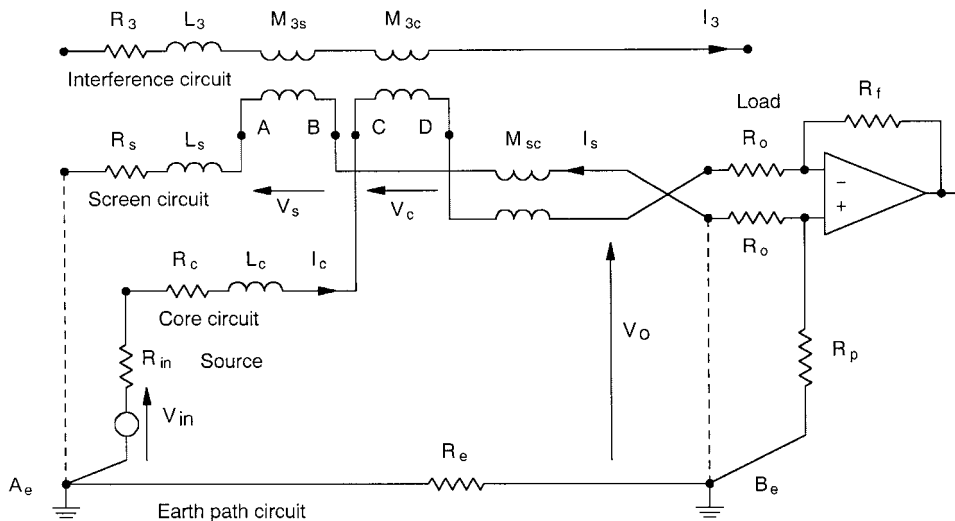 R3 L3 M3s M3c I3
Interference circuit
A B C D
Load
Rf
Rs Ls Msc Is Ro
Screen circuit
Vs Vc
−
+
Ro
Rc Lc Ic
Core circuit
Rin Source
VO
Rp
Vin
Re
Ae Be
Earth path circuit